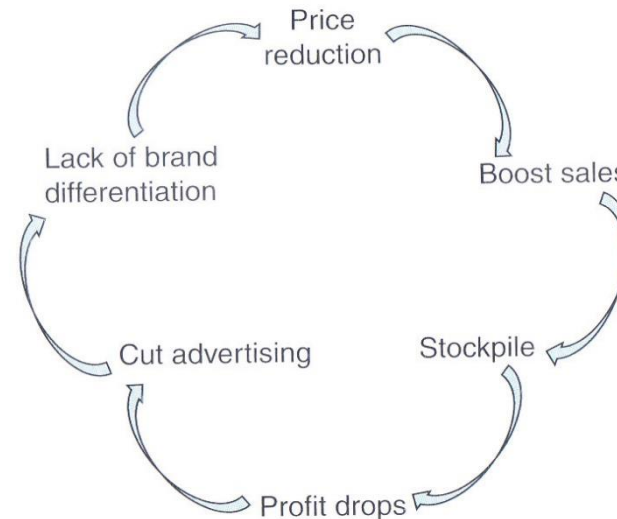 Price
reduction
Boost sales
Stockpile
Profit drops
Cut advertising
Lack of brand
differentiation